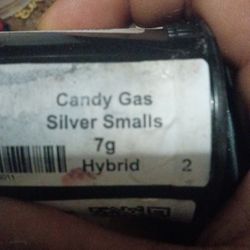 Candy Gas
Silver Smalls
7g
Hybrid 2